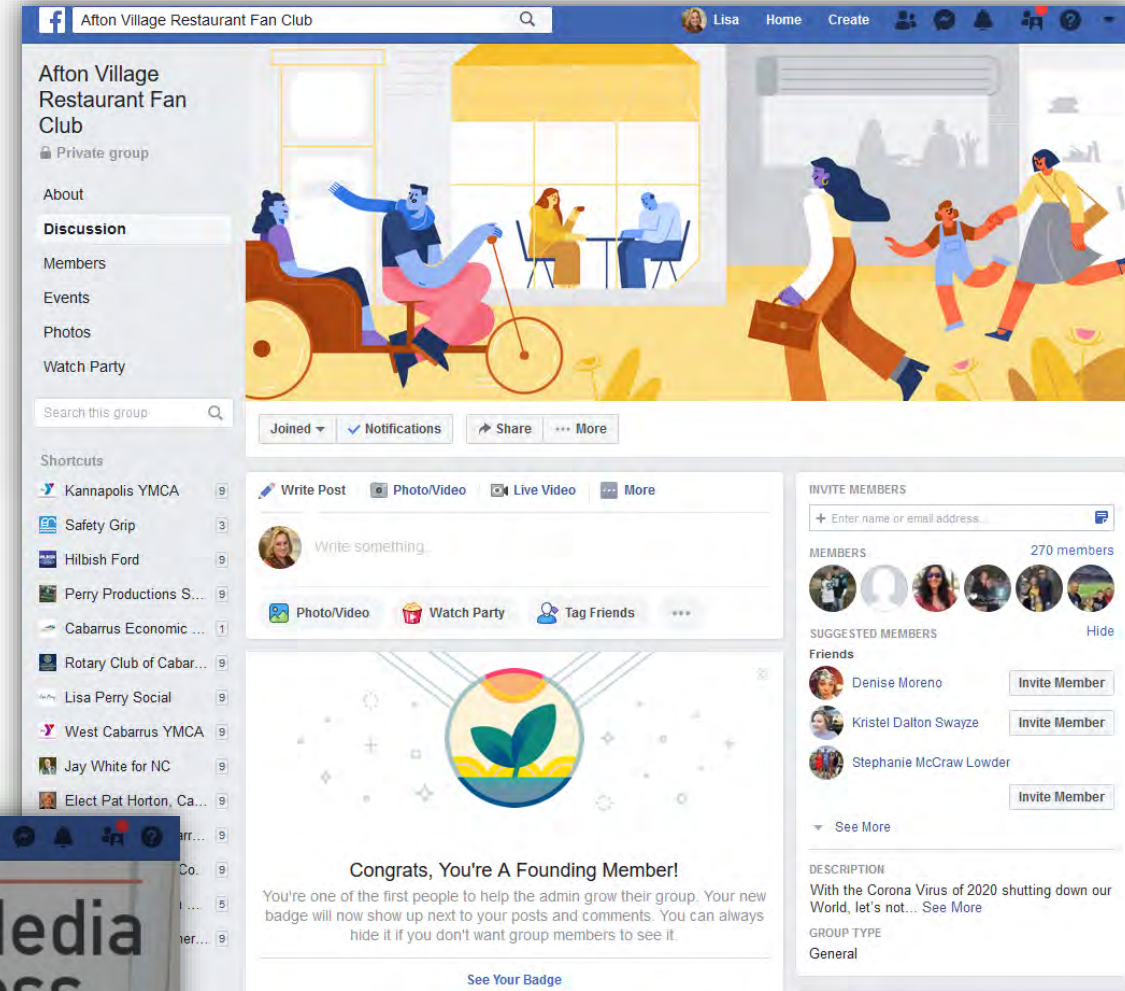 f Afton Village Restaurant Fan Club
Lisa Home Create
Afton Village
Restaurant Fan
Club
Private group
About
Discussion
Members
Events
Photos
Watch Party
Search this group
Shortcuts
Kannapolis YMCA 9
Safety Grip 3
Hilbish Ford 9
Perry Productions S... 9
Cabarrus Economic ... 1
Rotary Club of Cabar... 9
Lisa Perry Social 9
West Cabarrus YMCA 9
Jay White for NC 9
Elect Pat Horton, Ca... 9
arr... 9
Co. 9
... 5
her... 9
Joined Notifications Share More
Write Post Photo/Video Live Video More
Write something...
Photo/Video Watch Party Tag Friends
Congrats, You're A Founding Member!
You're one of the first people to help the admin grow their group. Your new
badge will now show up next to your posts and comments. You can always
hide it if you don't want group members to see it.
See Your Badge
INVITE MEMBERS
+ Enter name or email address...
MEMBERS 270 members
SUGGESTED MEMBERS Hide
Friends
Denise Moreno Invite Member
Kristel Dalton Swayze Invite Member
Stephanie McCraw Lowder
Invite Member
See More
DESCRIPTION
With the Corona Virus of 2020 shutting down our
World, let's not... See More
GROUP TYPE
General
edia